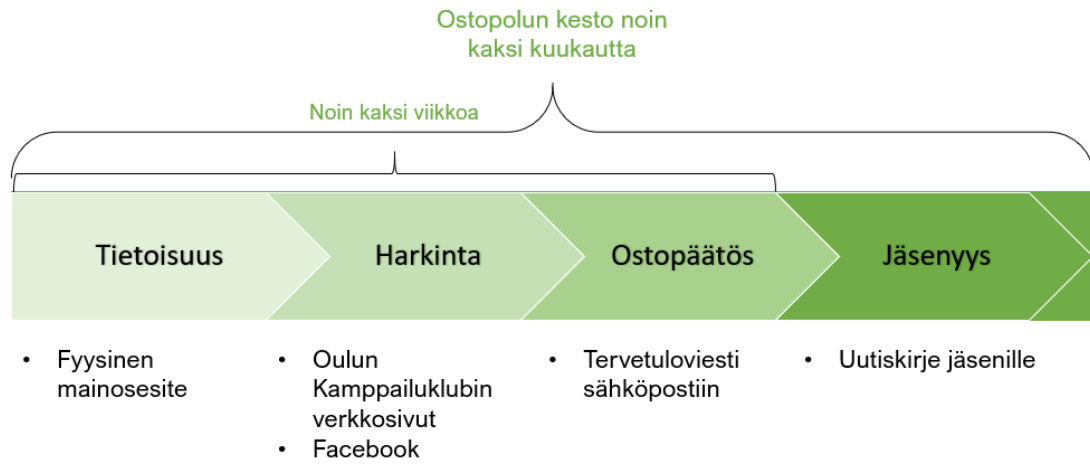 Ostopolun kesto noin
kaksi kuukautta
Noin kaksi viikkoa
Tietoisuus
Harkinta
Ostopäätös
Jäsenyys
• Fyysinen
mainosesite
• Oulun
Kamppailuklubin
verkkosivut
• Facebook
• Tervetuloviesti
sähköpostiin
• Uutiskirje jäsenille